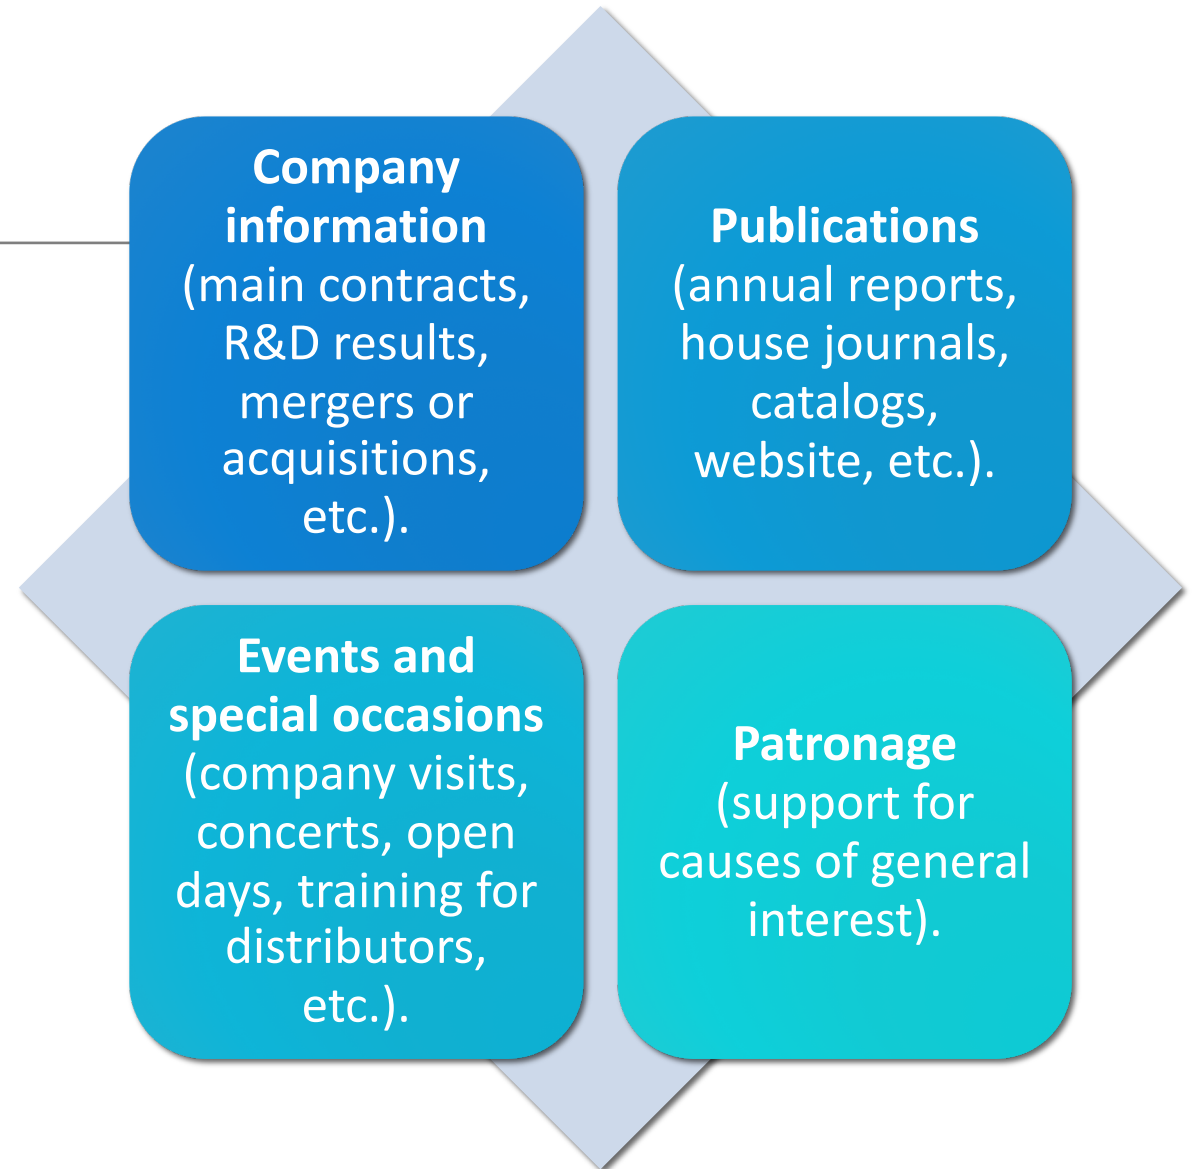 Company
information
(main contracts,
R&D results,
mergers or
acquisitions,
etc.).
Publications
(annual reports,
house journals,
catalogs,
website, etc.).
Events and
special occasions
(company visits,
concerts, open
days, training for
distributors,
etc.).
Patronage
(support for
causes of general
interest).